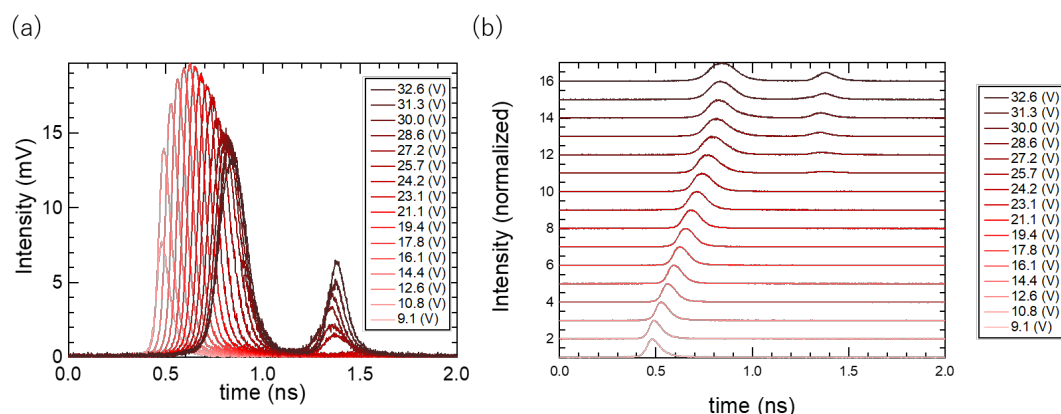 (a)
Intensity (mV)
15
10
5
0
0.0
0.5
1.0
1.5
2.0
time (ns)
32.6 (V)
31.3 (V)
30.0 (V)
28.6 (V)
27.2 (V)
25.7 (V)
24.2 (V)
23.1 (V)
21.1 (V)
19.4 (V)
17.8 (V)
16.1 (V)
14.4 (V)
12.6 (V)
10.8 (V)
9.1 (V)
(b)
Intensity (normalized)
16
14
12
10
8
6
4
2
0.0
0.5
1.0
1.5
2.0
time (ns)
32.6 (V)
31.3 (V)
30.0 (V)
28.6 (V)
27.2 (V)
25.7 (V)
24.2 (V)
23.1 (V)
21.1 (V)
19.4 (V)
17.8 (V)
16.1 (V)
14.4 (V)
12.6 (V)
10.8 (V)
9.1 (V)